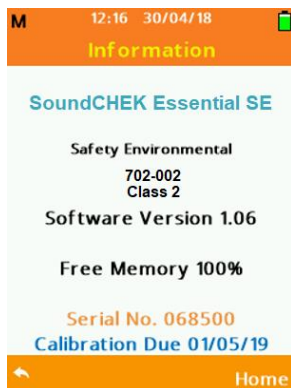 M 12:16 30/04/18
Information
SoundCHEK Essential SE
Safety Environmental
702-002
Class 2
Software Version 1.06
Free Memory 100%
Serial No. 068500
Calibration Due 01/05/19
Home